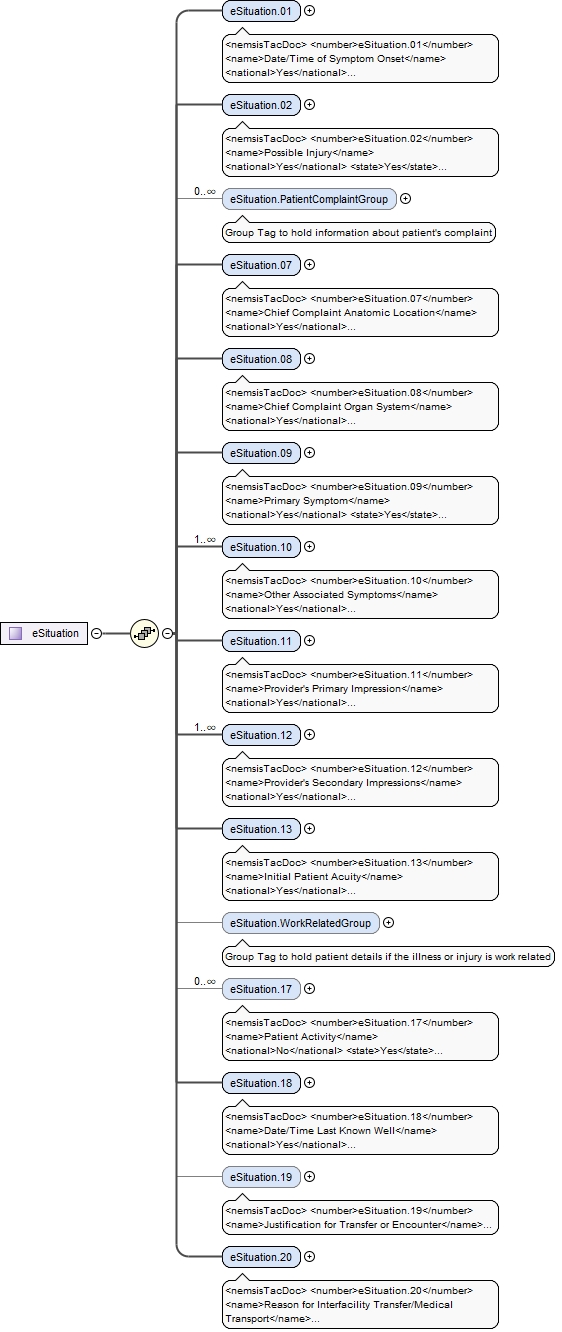 eSituation.01
<nemsisTacDoc> <number>eSituation.01</number>
<name>Date/Time of Symptom Onset</name>
<national>Yes</national>...
eSituation.02
<nemsisTacDoc> <number>eSituation.02</number>
<name>Possible Injury</name>
<national>Yes</national> <state>Yes</state>...
0..∞
eSituation.PatientComplaintGroup
Group Tag to hold information about patient's complaint
eSituation.07
<nemsisTacDoc> <number>eSituation.07</number>
<name>Chief Complaint Anatomic Location</name>
<national>Yes</national>...
eSituation.08
<nemsisTacDoc> <number>eSituation.08</number>
<name>Chief Complaint Organ System</name>
<national>Yes</national>...
eSituation.09
<nemsisTacDoc> <number>eSituation.09</number>
<name>Primary Symptom</name>
<national>Yes</national> <state>Yes</state>...
1..∞
eSituation.10
<nemsisTacDoc> <number>eSituation.10</number>
<name>Other Associated Symptoms</name>
<national>Yes</national>...
eSituation
eSituation.11
<nemsisTacDoc> <number>eSituation.11</number>
<name>Provider's Primary Impression</name>
<national>Yes</national>...
1..∞
eSituation.12
<nemsisTacDoc> <number>eSituation.12</number>
<name>Provider's Secondary Impressions</name>
<national>Yes</national>...
eSituation.13
<nemsisTacDoc> <number>eSituation.13</number>
<name>Initial Patient Acuity</name>
<national>Yes</national>...
eSituation.WorkRelatedGroup
Group Tag to hold patient details if the illness or injury is work related
0..∞
eSituation.17
<nemsisTacDoc> <number>eSituation.17</number>
<name>Patient Activity</name>
<national>No</national> <state>Yes</state>...
eSituation.18
<nemsisTacDoc> <number>eSituation.18</number>
<name>Date/Time Last Known Well</name>
<national>Yes</national>...
eSituation.19
<nemsisTacDoc> <number>eSituation.19</number>
<name>Justification for Transfer or Encounter</name>...
eSituation.20
<nemsisTacDoc> <number>eSituation.20</number>
<name>Reason for Interfacility Transfer/Medical
Transport</name>...